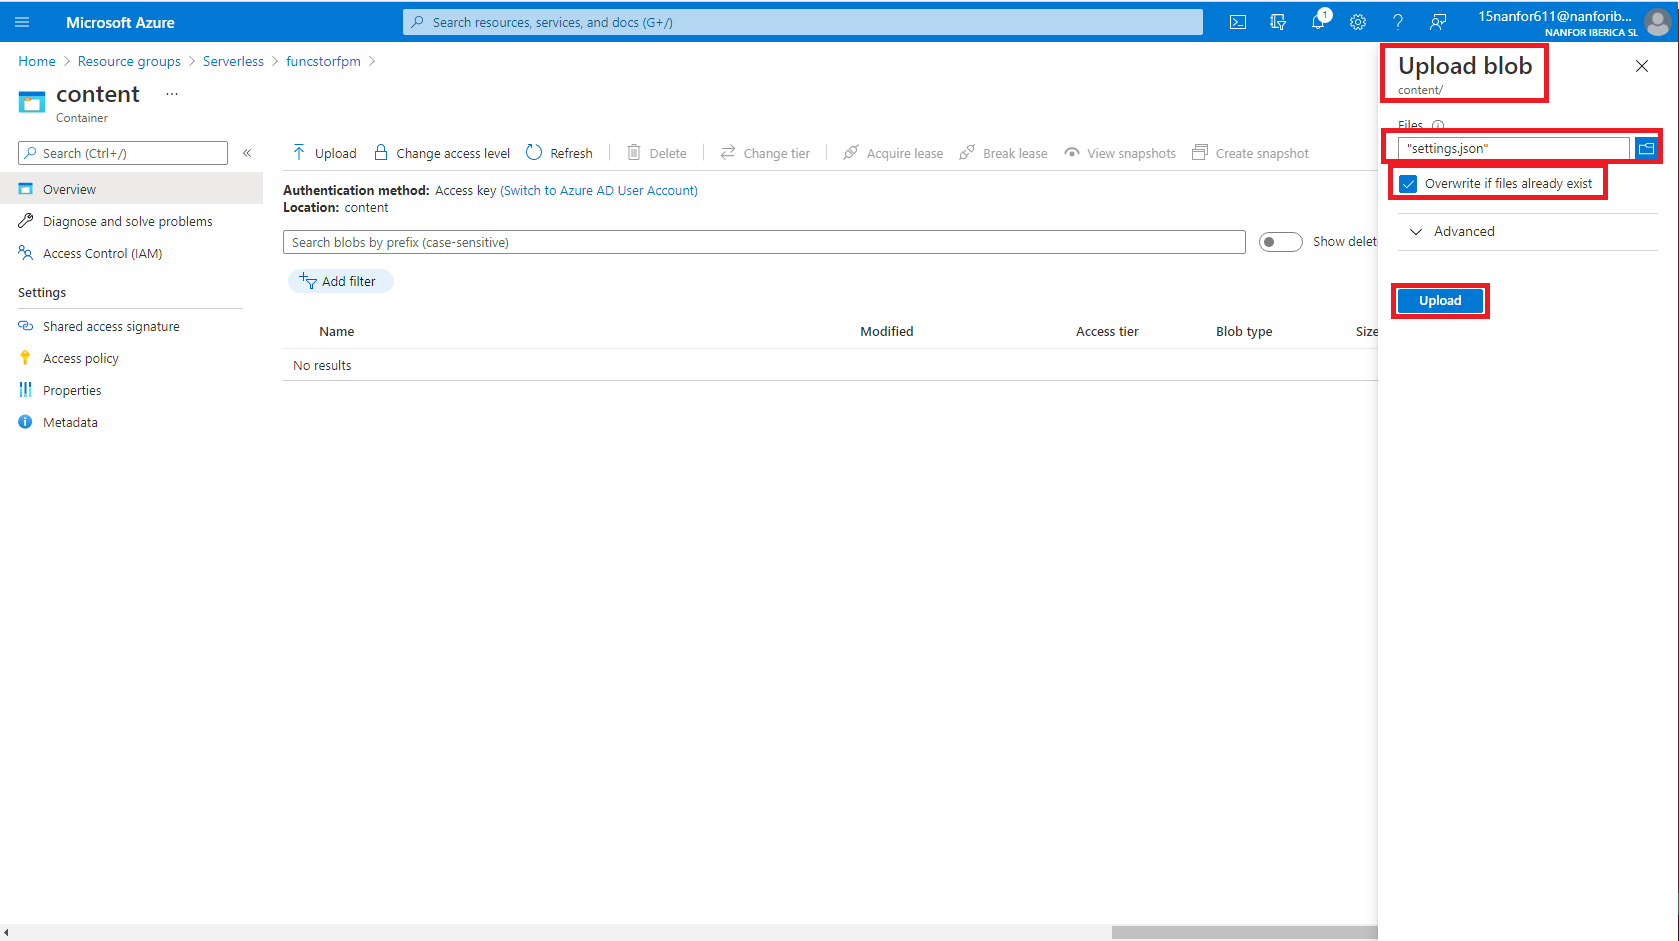 Microsoft Azure
Search resources, services, and docs (G+/)
1
15nanfor611@nanforib...
NANFOR IBERICA SL
Home > Resource groups > Serverless > funcstorfpm >
content ...
Container
Search (Ctrl+/)
«
Overview
Diagnose and solve problems
Access Control (IAM)
Settings
Shared access signature
Access policy
Properties
Metadata
Upload Change access level Refresh Delete Change tier Acquire lease Break lease View snapshots Create snapshot
Authentication method: Access key (Switch to Azure AD User Account)
Location: content
Search blobs by prefix (case-sensitive)
Show delet
Add filter
Name Modified Access tier Blob type Size
No results
Upload blob
content/
Files
"settings.json"
Overwrite if files already exist
Advanced
Upload